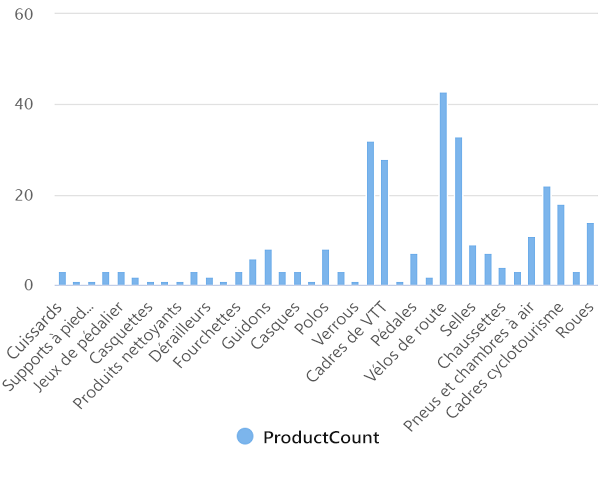 60
40
20
0
Cuissards
Supports à pied...
Jeux de pédalier
Casquettes
Produits nettoyants
Dérailleurs
Fourchettes
Guidons
Casques
Polos
Verrous
Cadres de VTT
Pédales
Vélos de route
Selles
Chaussettes
Pneus et chambres à air
Cadres cyclotourisme
Roues
ProductCount